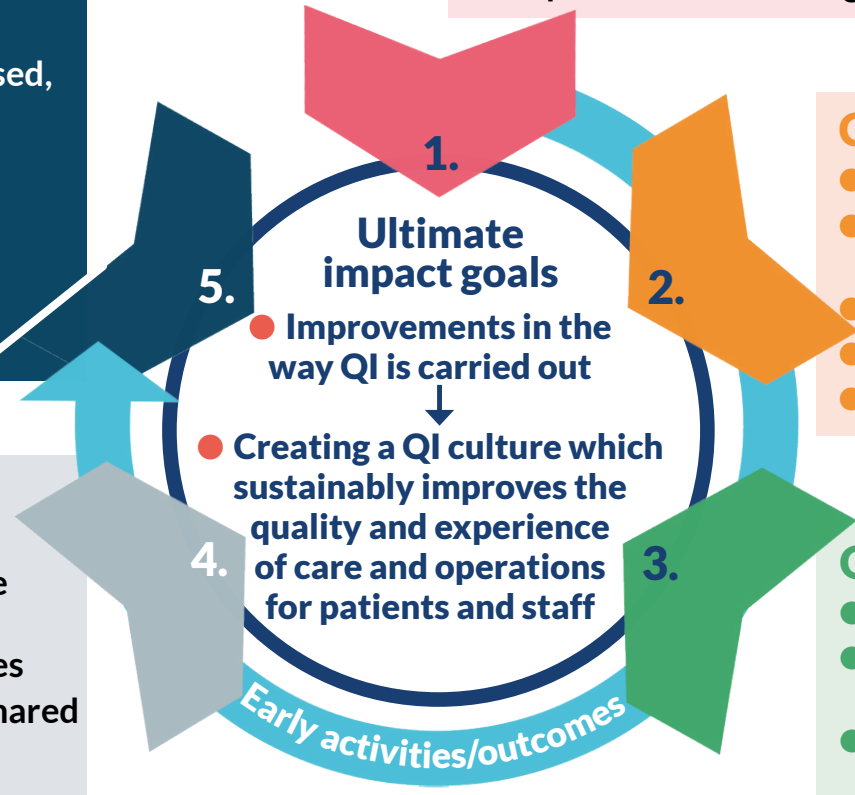 sed,
1.
2.
5.
Ultimate
impact goals
Improvements in the
way QI is carried out
Creating a QI culture which
sustainably improves the
quality and experience
of care and operations
for patients and staff
4.
3.
e
es
hared
Early activities/outcomes